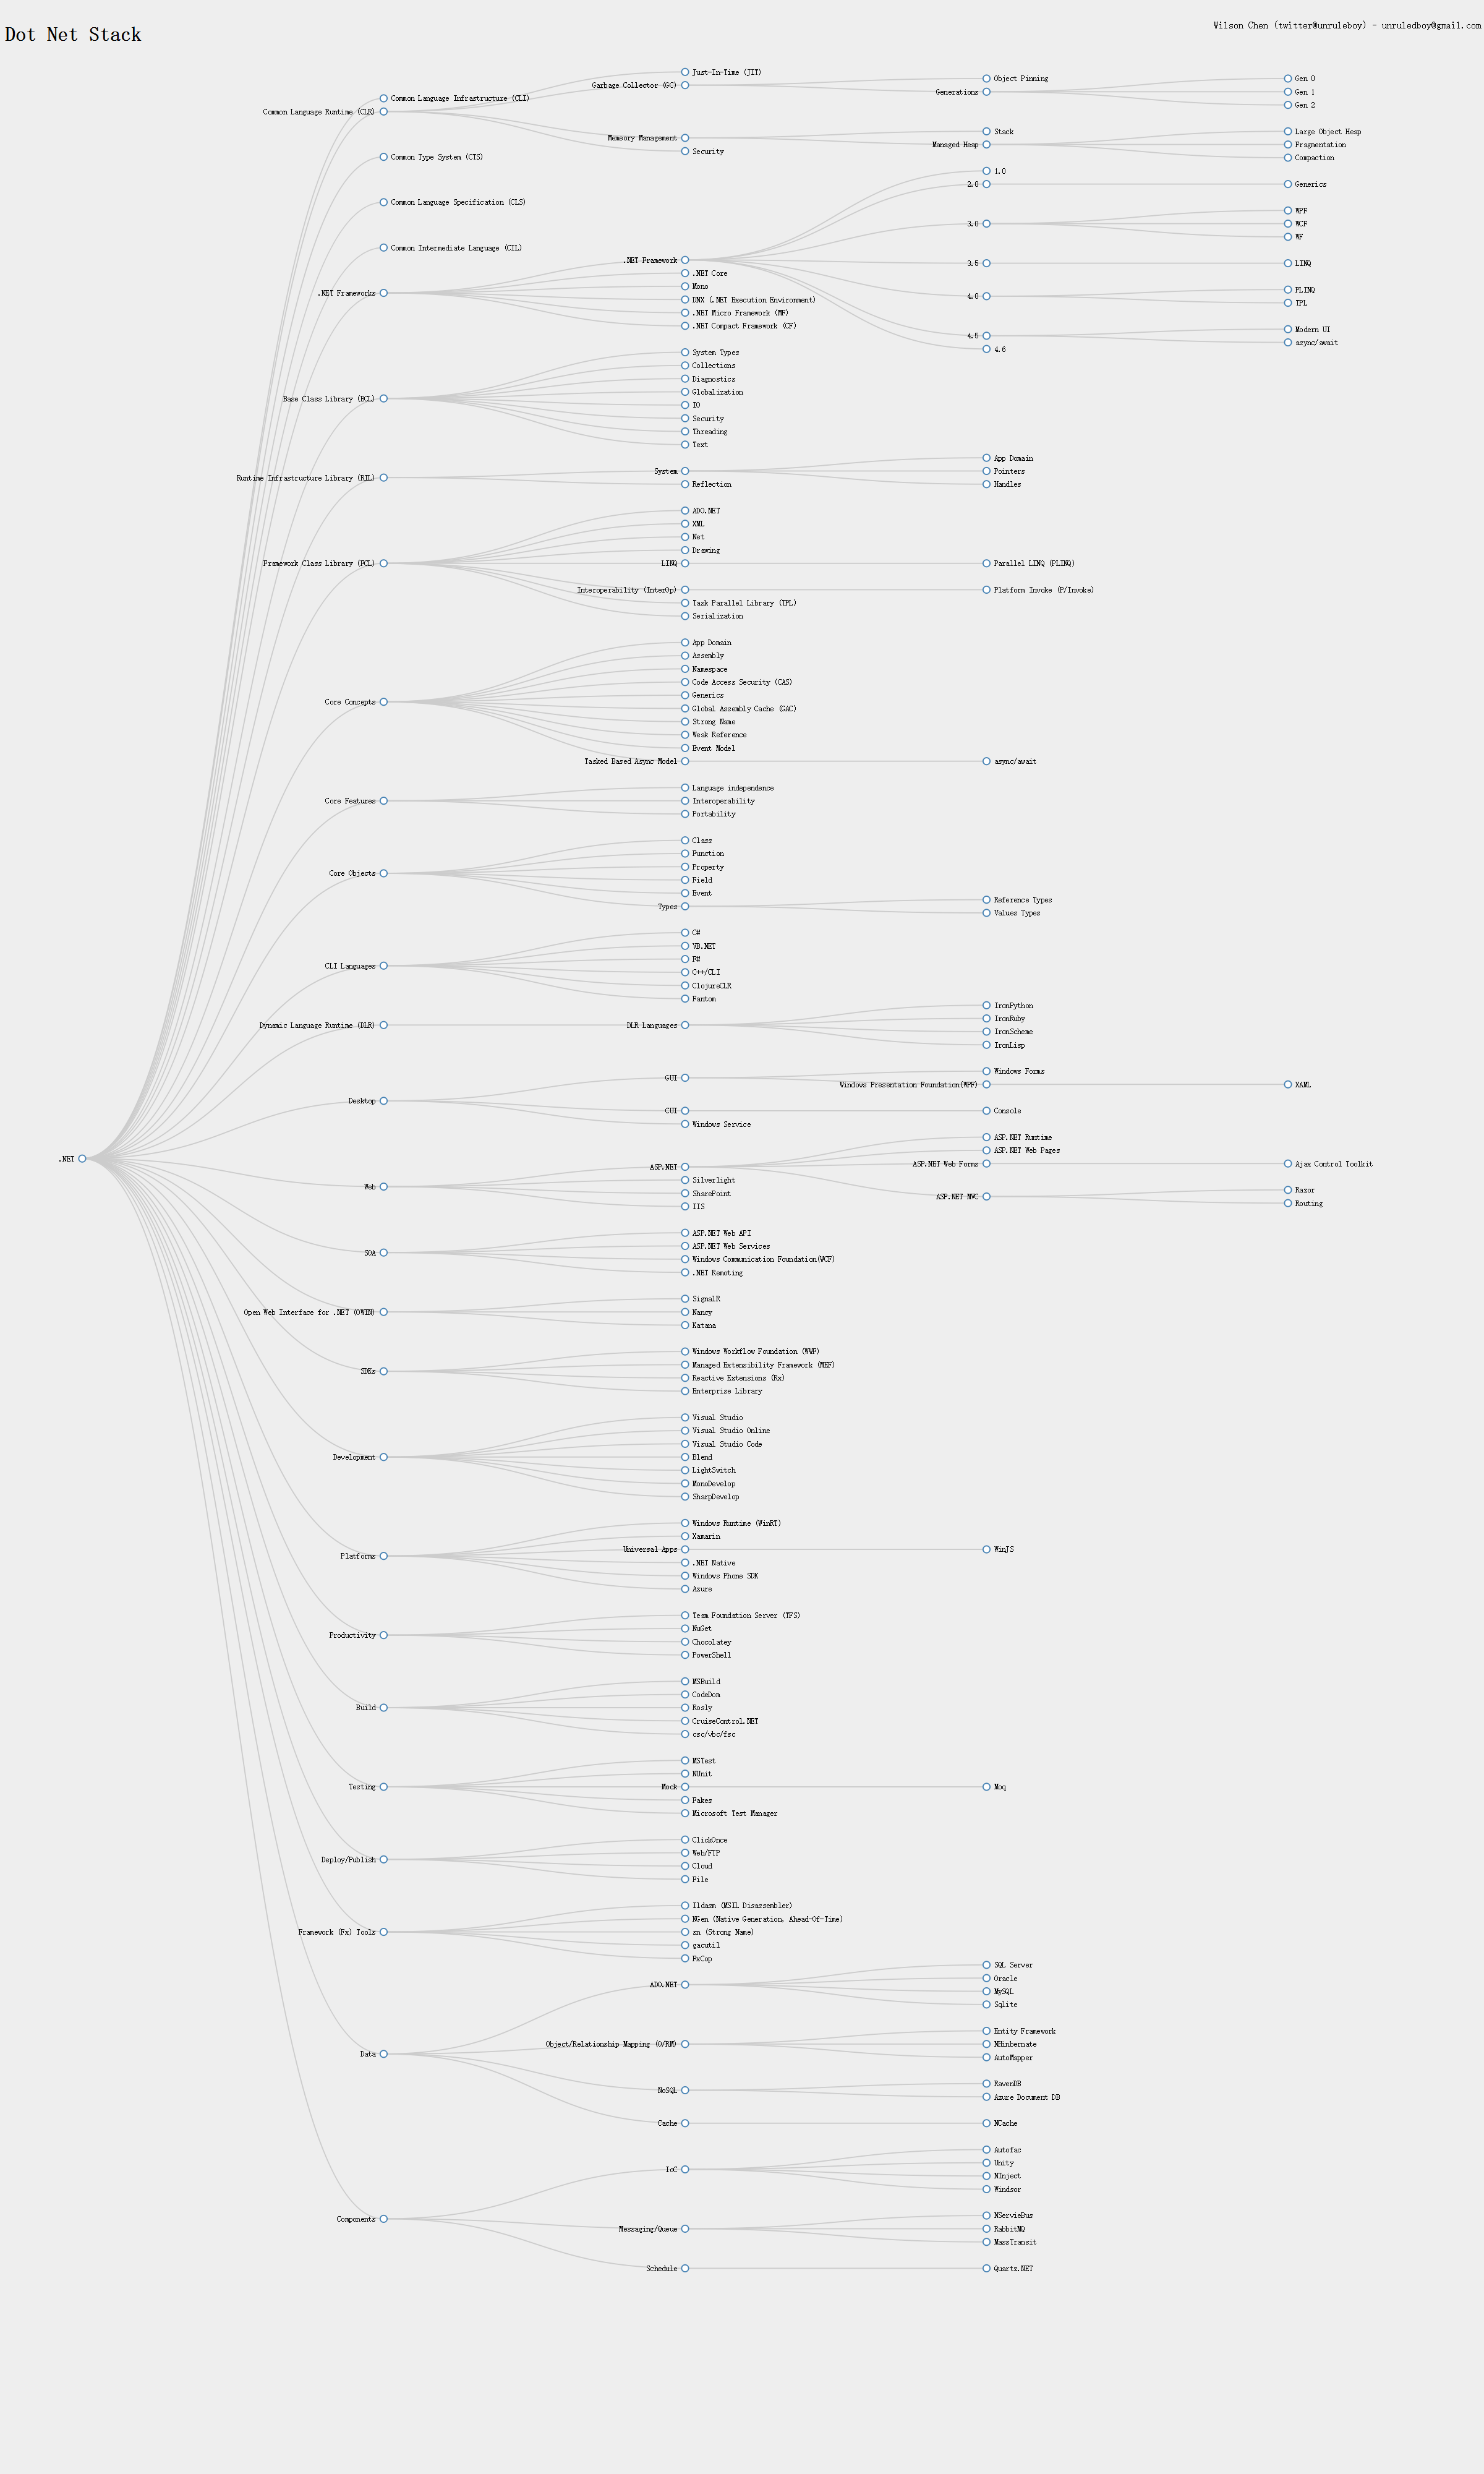 Dot Net Stack
Wilson Chen (twitter@unruleboy) - unruledboy@gmail.com
.NET
Common Language Infrastructure (CLI)
Common Language Runtime (CLR)
Just-In-Time (JIT)
Garbage Collector (GC)
Object Pinning
Generations
Gen 0
Gen 1
Gen 2
Memeory Management
Stack
Managed Heap
Large Object Heap
Fragmentation
Compaction
Security
Common Type System (CTS)
Common Language Specification (CLS)
Common Intermediate Language (CIL)
.NET Frameworks
.NET Framework
1.0
2.0
Generics
3.0
WPF
WCF
WF
3.5
LINQ
4.0
PLINQ
TPL
4.5
Modern UI
async/await
4.6
.NET Core
Mono
DNX (.NET Execution Environment)
.NET Micro Framework (MF)
.NET Compact Framework (CF)
Base Class Library (BCL)
System Types
Collections
Diagnostics
Globalization
IO
Security
Threading
Text
Runtime Infrastructure Library (RIL)
System
App Domain
Pointers
Handles
Reflection
Framework Class Library (FCL)
ADO.NET
XML
Net
Drawing
LINQ
Parallel LINQ (PLINQ)
Interoperability (InterOp)
Platform Invoke (P/Invoke)
Task Parallel Library (TPL)
Serialization
Core Concepts
App Domain
Assembly
Namespace
Code Access Security (CAS)
Generics
Global Assembly Cache (GAC)
Strong Name
Weak Reference
Event Model
Tasked Based Async Model
async/await
Core Features
Language independence
Interoperability
Portability
Core Objects
Class
Function
Property
Field
Event
Types
Reference Types
Values Types
CLI Languages
C#
VB.NET
F#
C++/CLI
ClojureCLR
Fantom
Dynamic Language Runtime (DLR)
DLR Languages
IronPython
IronRuby
IronScheme
IronLisp
Desktop
GUI
Windows Forms
Windows Presentation Foundation(WPF)
XAML
CUI
Console
Windows Service
Web
ASP.NET
ASP.NET Runtime
ASP.NET Web Pages
ASP.NET Web Forms
Ajax Control Toolkit
ASP.NET MVC
Razor
Routing
Silverlight
SharePoint
IIS
SOA
ASP.NET Web API
ASP.NET Web Services
Windows Communication Foundation(WCF)
.NET Remoting
Open Web Interface for .NET (OWIN)
SignalR
Nancy
Katana
SDKs
Windows Workflow Foundation (WWF)
Managed Extensibility Framework (MEF)
Reactive Extensions (Rx)
Enterprise Library
Development
Visual Studio
Visual Studio Online
Visual Studio Code
Blend
LightSwitch
MonoDevelop
SharpDevelop
Platforms
Windows Runtime (WinRT)
Xamarin
Universal Apps
WinJS
.NET Native
Windows Phone SDK
Azure
Productivity
Team Foundation Server (TFS)
NuGet
Chocolatey
PowerShell
Build
MSBuild
CodeDom
Rosly
CruiseControl.NET
csc/vbc/fsc
Testing
MSTest
NUnit
Mock
Moq
Fakes
Microsoft Test Manager
Deploy/Publish
ClickOnce
Web/FTP
Cloud
File
Framework (Fx) Tools
Ildasm (MSIL Disassembler)
NGen (Native Generation, Ahead-Of-Time)
sn (Strong Name)
gacutil
FxCop
Data
ADO.NET
SQL Server
Oracle
MySQL
Sqlite
Object/Relationship Mapping (O/RM)
Entity Framework
NHinbernate
AutoMapper
NoSQL
RavenDB
Azure Document DB
Cache
NCache
Components
IoC
Autofac
Unity
NInject
Windsor
Messaging/Queue
NServieBus
RabbitMQ
MassTransit
Schedule
Quartz.NET